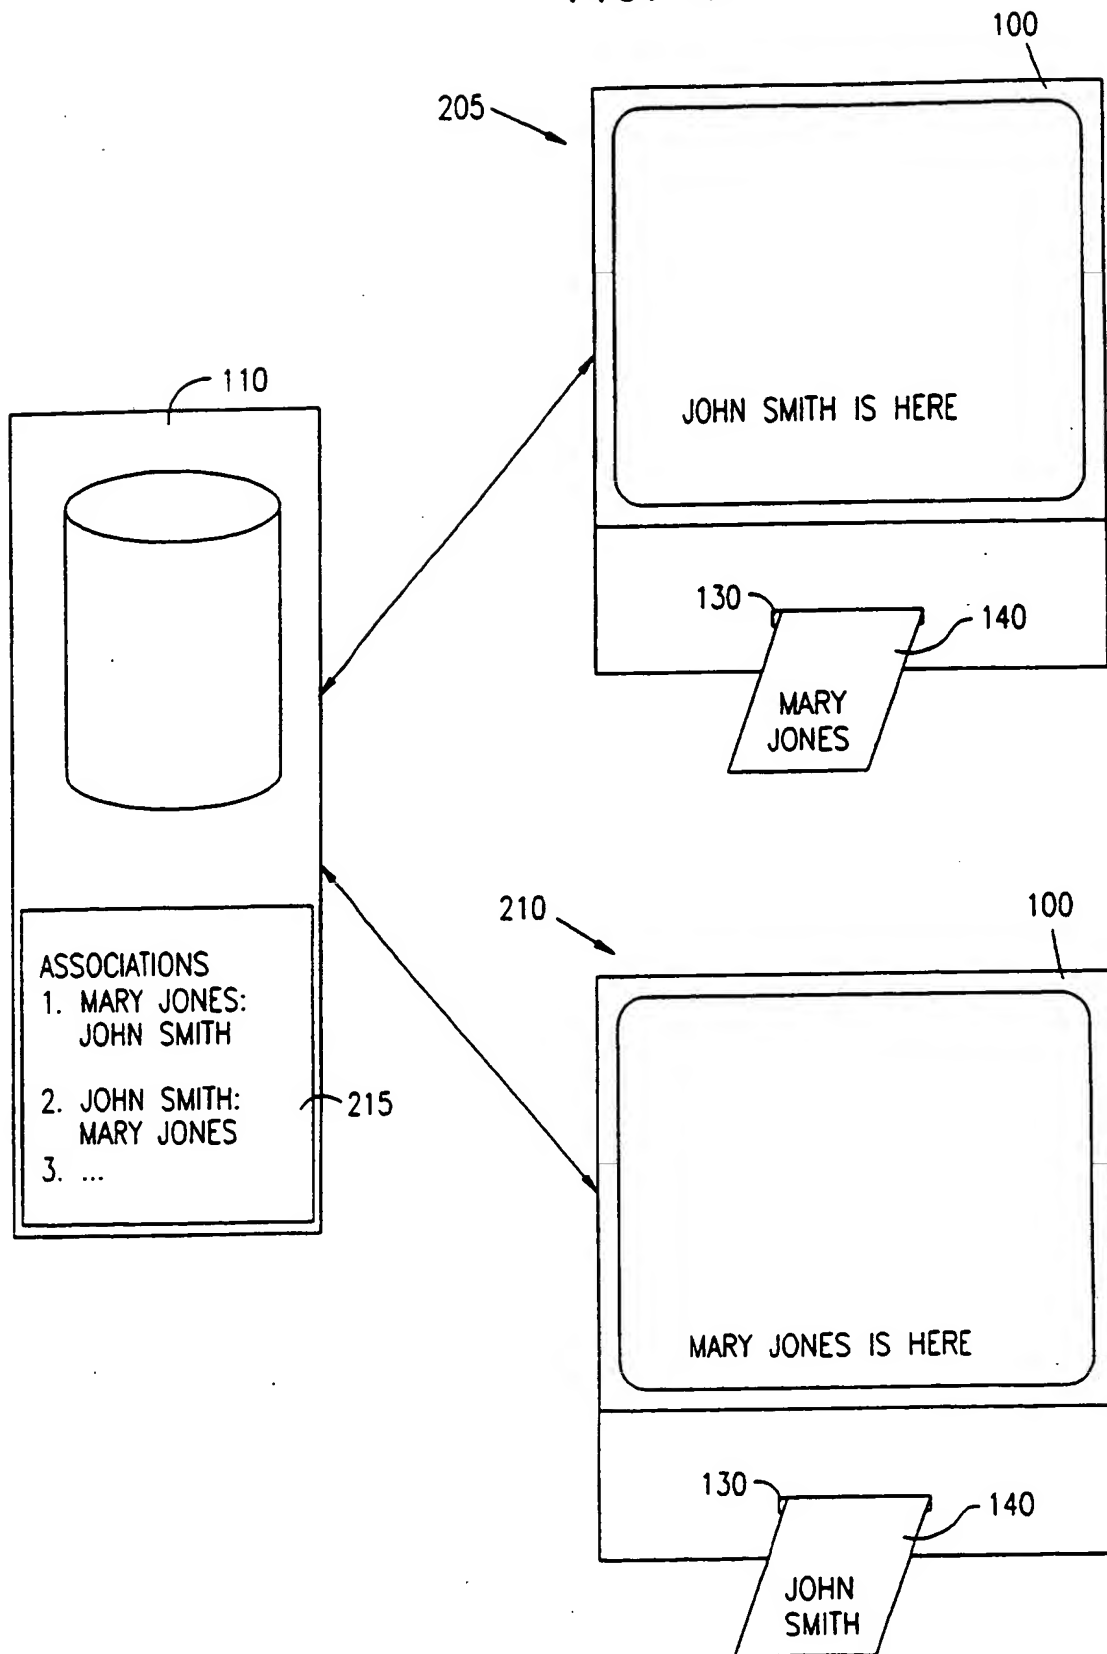 100
205
JOHN SMITH IS HERE
130
140
MARY
JONES
110
ASSOCIATIONS
1. MARY JONES:
JOHN SMITH
2. JOHN SMITH:
MARY JONES
3. ...
215
210
100
MARY JONES IS HERE
130
140
JOHN
SMITH